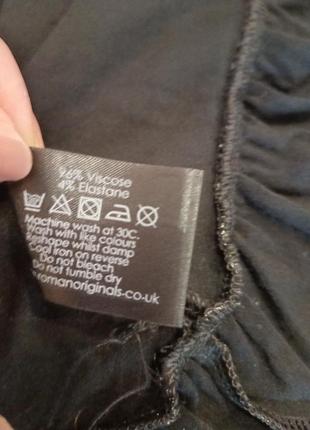 96% Viscose
4% Elastane
Machine wash at 30C.
Wash with like colours
Reshape whilst damp
Cool iron on reverse
Do not bleach
Do not tumble dry
romanoriginals-co-uk